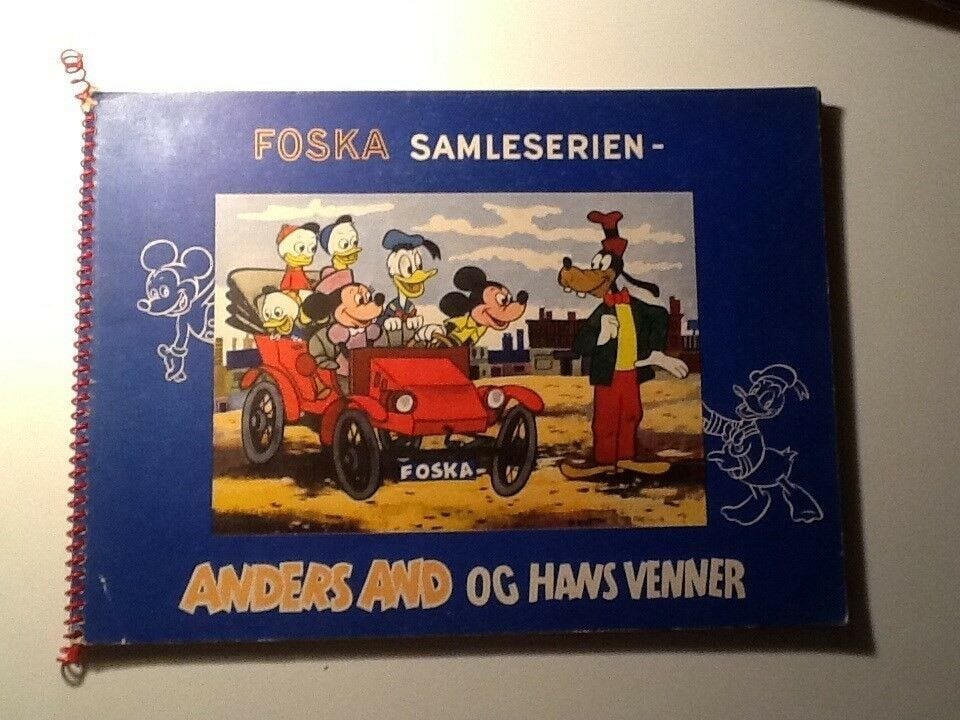 FOSKA SAMLESERIEN-
FOSKA-
ANDERS AND OG HANS VENNER